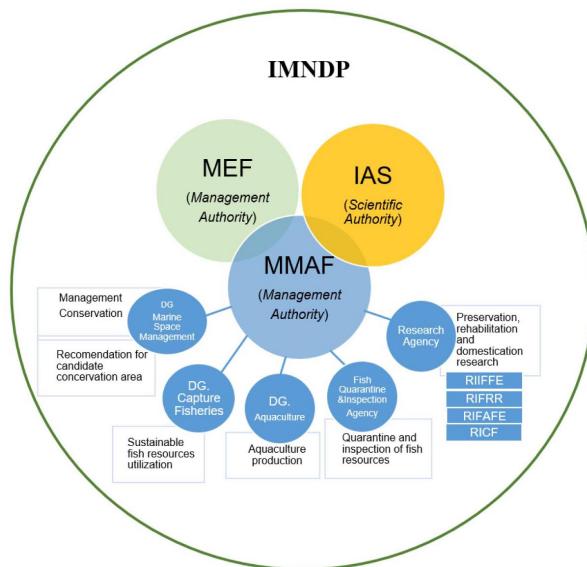 IMNDP
MEF
(Management
Authority)
IAS
(Scientific
Authority)
MMAF
(Management
Authority)
Management
Conservation
DG
Marine
Space
Management
Recomendation for
candidate
concervation area
DG.
Capture
Fisheries
Sustainable
fish resources
utilization
DG.
Aquaculture
Aquaculture
production
Fish
Quarantine
&Inspection
Agency
Quarantine and
inspection of fish
resources
Research
Agency
Preservation,
rehabilitation
and
domestication
research
RIIFFE
RIFRR
RIFAFE
RICF